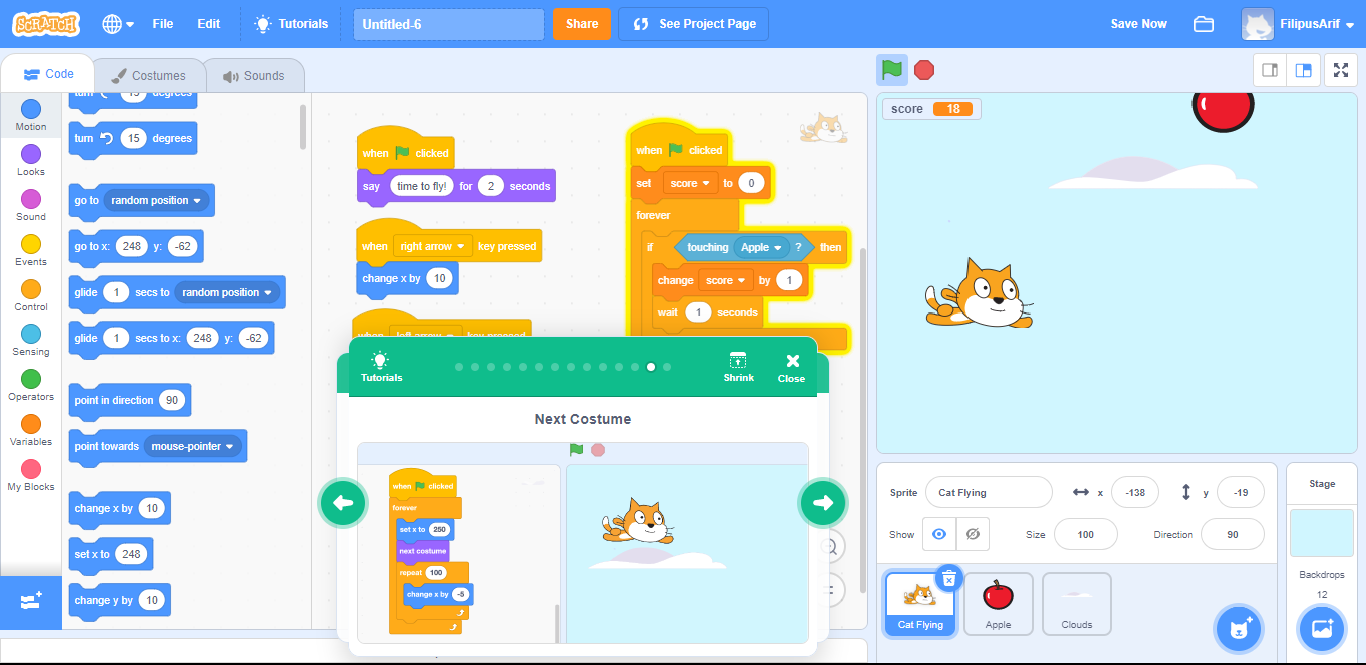 SCRATCH
File
Edit
Tutorials
Untitled-6
Share
See Project Page
Save Now
FilipusArif
Code
Costumes
Sounds
Motion
Looks
Sound
Events
Control
Sensing
Operators
Variables
My Blocks
turn 15 degrees
turn 15 degrees
go to random position
go to x: 248 y: -62
glide 1 secs to random position
glide 1 secs to x: 248 y: -62
point in direction 90
point towards mouse-pointer
change x by 10
set x to 248
change y by 10
when clicked
say time to fly! for 2 seconds
when right arrow key pressed
change x by 10
when left arrow key pressed
when clicked
set score to 0
forever
if touching Apple ? then
change score by 1
wait 1 seconds
Tutorials
Shrink
Close
Next Costume
when clicked
forever
set x to 250
next costume
repeat 100
change x by -5
score 18
Sprite Cat Flying x -138 y -19
Show Size 100 Direction 90
Cat Flying
Apple
Clouds
Stage
Backdrops
12